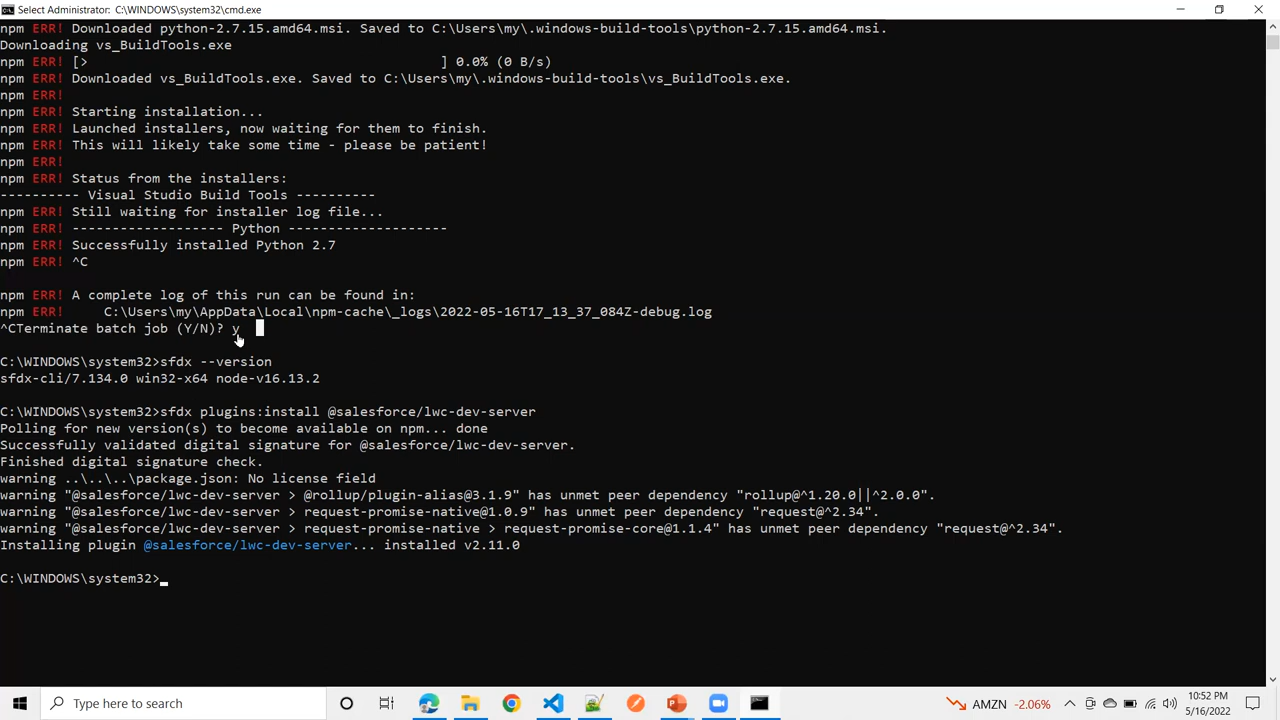 Select Administrator: C:\WINDOWS\system32\cmd.exe
npm ERR! Downloaded python-2.7.15.amd64.msi. Saved to C:\Users\my\.windows-build-tools\python-2.7.15.amd64.msi.
Downloading vs_BuildTools.exe
npm ERR! [> ] 0.0% (0 B/s)
npm ERR! Downloaded vs_BuildTools.exe. Saved to C:\Users\my\.windows-build-tools\vs_BuildTools.exe.
npm ERR!
npm ERR! Starting installation...
npm ERR! Launched installers, now waiting for them to finish.
npm ERR! This will likely take some time - please be patient!
npm ERR!
npm ERR! Status from the installers:
---------- Visual Studio Build Tools ----------
npm ERR! Still waiting for installer log file...
npm ERR! ------------------- Python --------------------
npm ERR! Successfully installed Python 2.7
npm ERR! ^C
npm ERR! A complete log of this run can be found in:
npm ERR!     C:\Users\my\AppData\Local\npm-cache\_logs\2022-05-16T17_13_37_084Z-debug.log
^CTerminate batch job (Y/N)? y
C:\WINDOWS\system32>sfdx --version
sfdx-cli/7.134.0 win32-x64 node-v16.13.2
C:\WINDOWS\system32>sfdx plugins:install @salesforce/lwc-dev-server
Polling for new version(s) to become available on npm... done
Successfully validated digital signature for @salesforce/lwc-dev-server.
Finished digital signature check.
warning ..\..\..\package.json: No license field
warning "@salesforce/lwc-dev-server > @rollup/plugin-alias@3.1.9" has unmet peer dependency "rollup@^1.20.0||^2.0.0".
warning "@salesforce/lwc-dev-server > request-promise-native@1.0.9" has unmet peer dependency "request@^2.34".
warning "@salesforce/lwc-dev-server > request-promise-native > request-promise-core@1.1.4" has unmet peer dependency "request@^2.34".
Installing plugin @salesforce/lwc-dev-server... installed v2.11.0
C:\WINDOWS\system32>
Type here to search
AMZN -2.06%
10:52 PM
5/16/2022